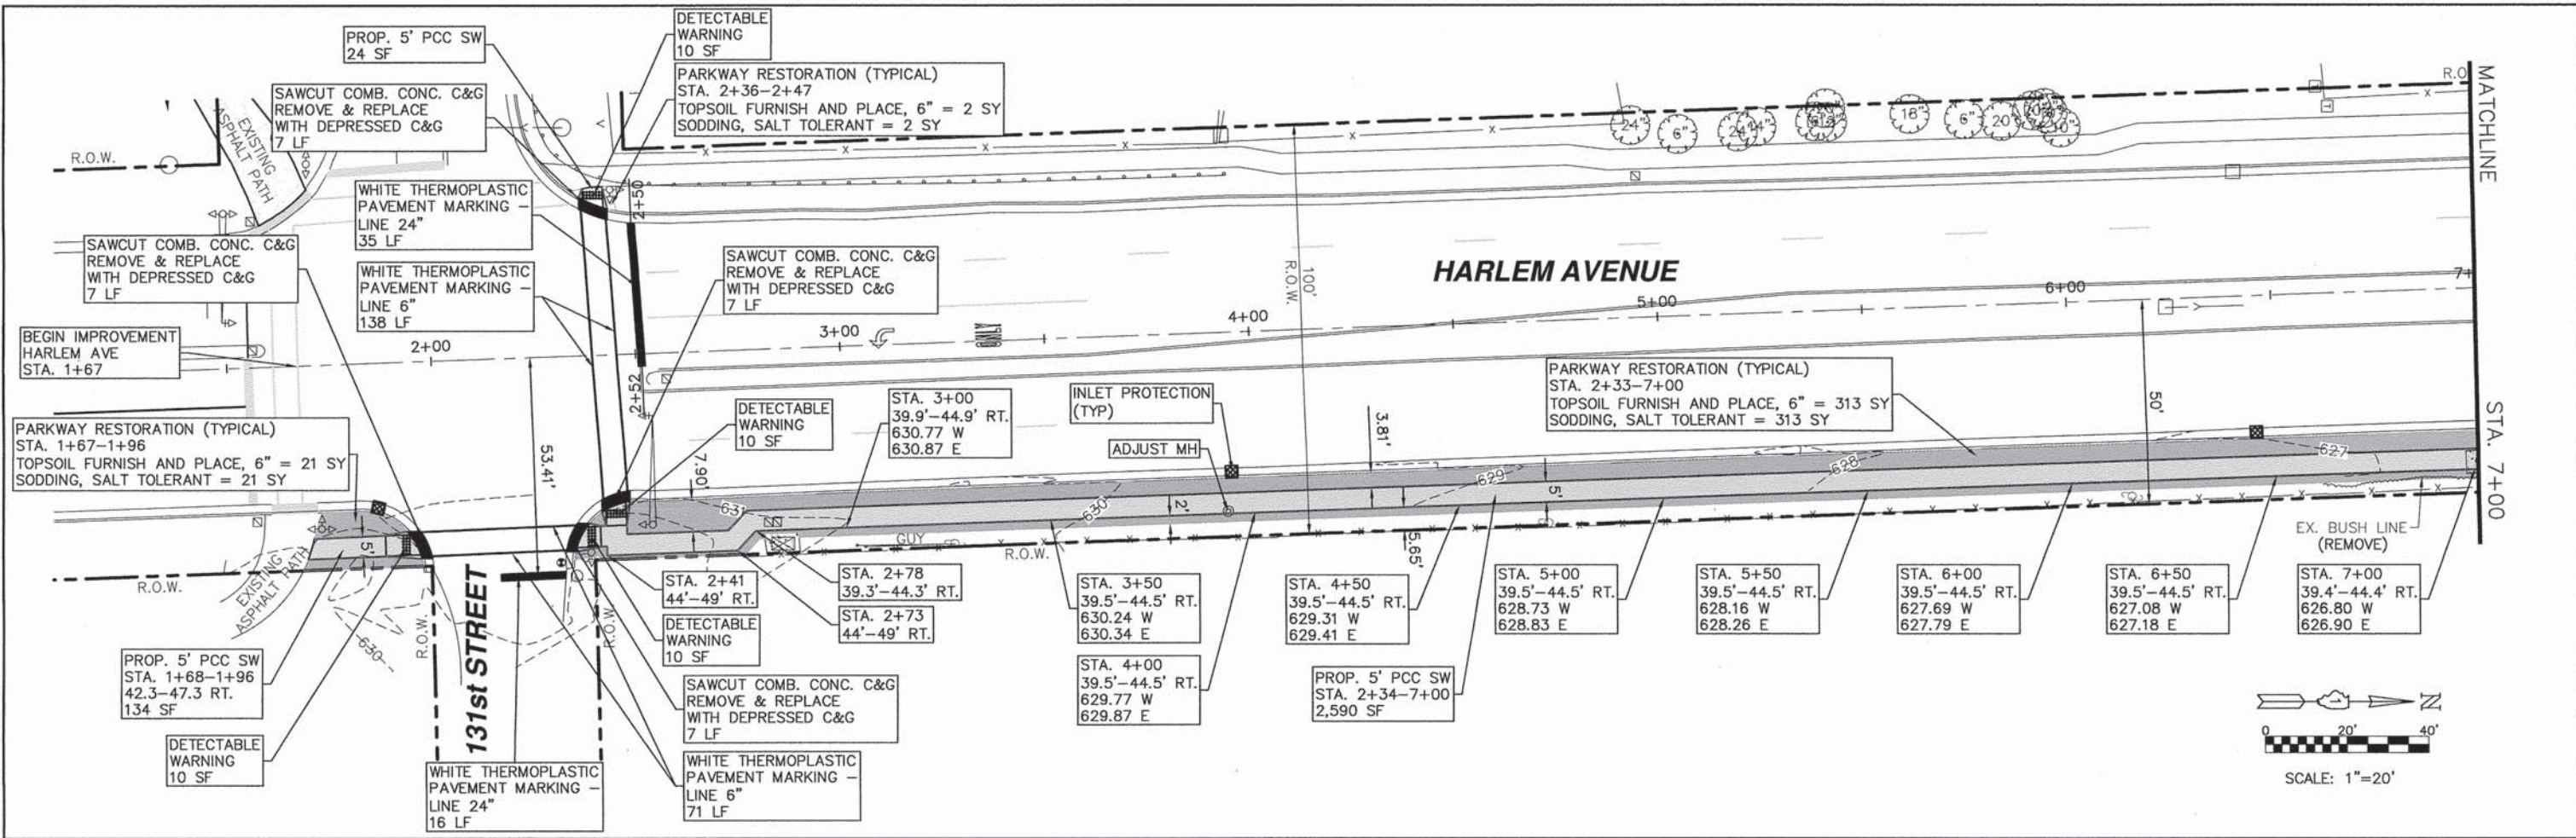 PROP. 5' PCC SW
24 SF
DETECTABLE
WARNING
10 SF
SAWCUT COMB. CONC. C&G
REMOVE & REPLACE
WITH DEPRESSED C&G
7 LF
PARKWAY RESTORATION (TYPICAL)
STA. 2+36-2+47
TOPSOIL FURNISH AND PLACE, 6" = 2 SY
SODDING, SALT TOLERANT = 2 SY
EXISTING
ASPHALT PATH
R.O.W.
WHITE THERMOPLASTIC
PAVEMENT MARKING -
LINE 24"
35 LF
2+50
SAWCUT COMB. CONC. C&G
REMOVE & REPLACE
WITH DEPRESSED C&G
7 LF
WHITE THERMOPLASTIC
PAVEMENT MARKING -
LINE 6"
138 LF
SAWCUT COMB. CONC. C&G
REMOVE & REPLACE
WITH DEPRESSED C&G
7 LF
BEGIN IMPROVEMENT
HARLEM AVE
STA. 1+67
2+00
2+52
3+00
ONLY
4+00
100'
R.O.W.
HARLEM AVENUE
5+00
6+00
7+
24"
6"
24"
14"
18"
6"
20"
R.O
MATCHLINE
STA. 7+00
PARKWAY RESTORATION (TYPICAL)
STA. 1+67-1+96
TOPSOIL FURNISH AND PLACE, 6" = 21 SY
SODDING, SALT TOLERANT = 21 SY
53.41'
DETECTABLE
WARNING
10 SF
STA. 3+00
39.9'-44.9' RT.
630.77 W
630.87 E
INLET PROTECTION
(TYP)
ADJUST MH
PARKWAY RESTORATION (TYPICAL)
STA. 2+33-7+00
TOPSOIL FURNISH AND PLACE, 6" = 313 SY
SODDING, SALT TOLERANT = 313 SY
50'
7.90'
3.81'
631
630
629
628
627
2'
5'
5'
5.65'
GUY
R.O.W.
EX. BUSH LINE
(REMOVE)
R.O.W.
EXISTING
ASPHALT PATH
630
R.O.W.
131st STREET
R.O.W
STA. 2+41
44'-49' RT.
STA. 2+78
39.3'-44.3' RT.
STA. 2+73
44'-49' RT.
DETECTABLE
WARNING
10 SF
STA. 3+50
39.5'-44.5' RT.
630.24 W
630.34 E
STA. 4+00
39.5'-44.5' RT.
629.77 W
629.87 E
STA. 4+50
39.5'-44.5' RT.
629.31 W
629.41 E
PROP. 5' PCC SW
STA. 2+34-7+00
2,590 SF
STA. 5+00
39.5'-44.5' RT.
628.73 W
628.83 E
STA. 5+50
39.5'-44.5' RT.
628.16 W
628.26 E
STA. 6+00
39.5'-44.5' RT.
627.69 W
627.79 E
STA. 6+50
39.5'-44.5' RT.
627.08 W
627.18 E
STA. 7+00
39.4'-44.4' RT.
626.80 W
626.90 E
PROP. 5' PCC SW
STA. 1+68-1+96
42.3-47.3 RT.
134 SF
DETECTABLE
WARNING
10 SF
SAWCUT COMB. CONC. C&G
REMOVE & REPLACE
WITH DEPRESSED C&G
7 LF
WHITE THERMOPLASTIC
PAVEMENT MARKING -
LINE 24"
16 LF
WHITE THERMOPLASTIC
PAVEMENT MARKING -
LINE 6"
71 LF
N
0 20' 40'
SCALE: 1"=20'